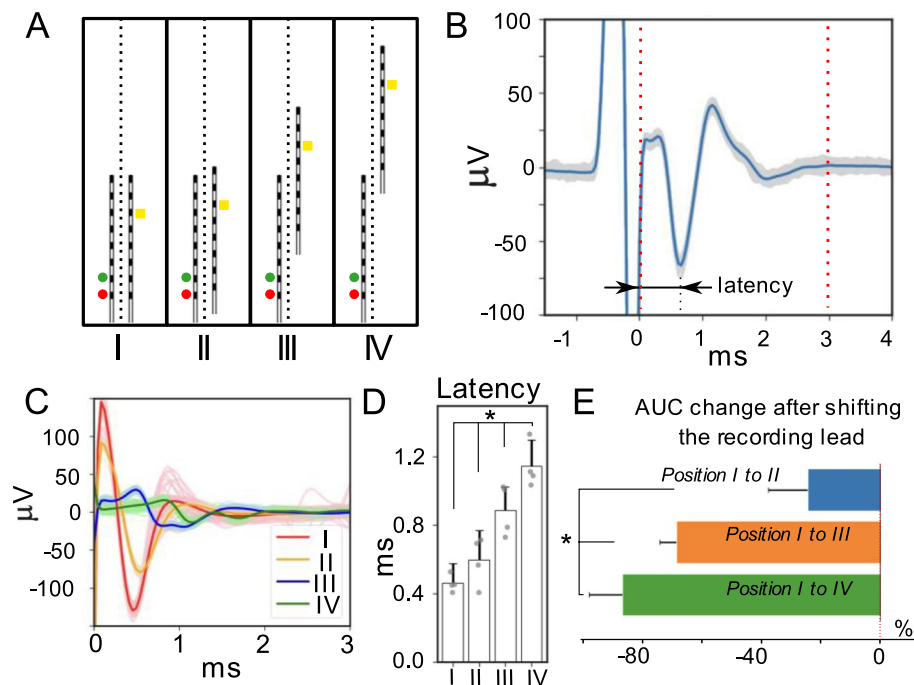 A
I II III IV
B
μV
100
50
0
-50
-100
latency
-1 0 1 2 3 4
ms
C
μV
100
50
0
-50
-100
I
II
III
IV
0 1 2 3
ms
D
Latency
*
ms
1.2
0.8
0.4
0.0
I II III IV
E
AUC change after shifting
the recording lead
Position I to II
Position I to III
*
Position I to IV
%
-80 -40 0